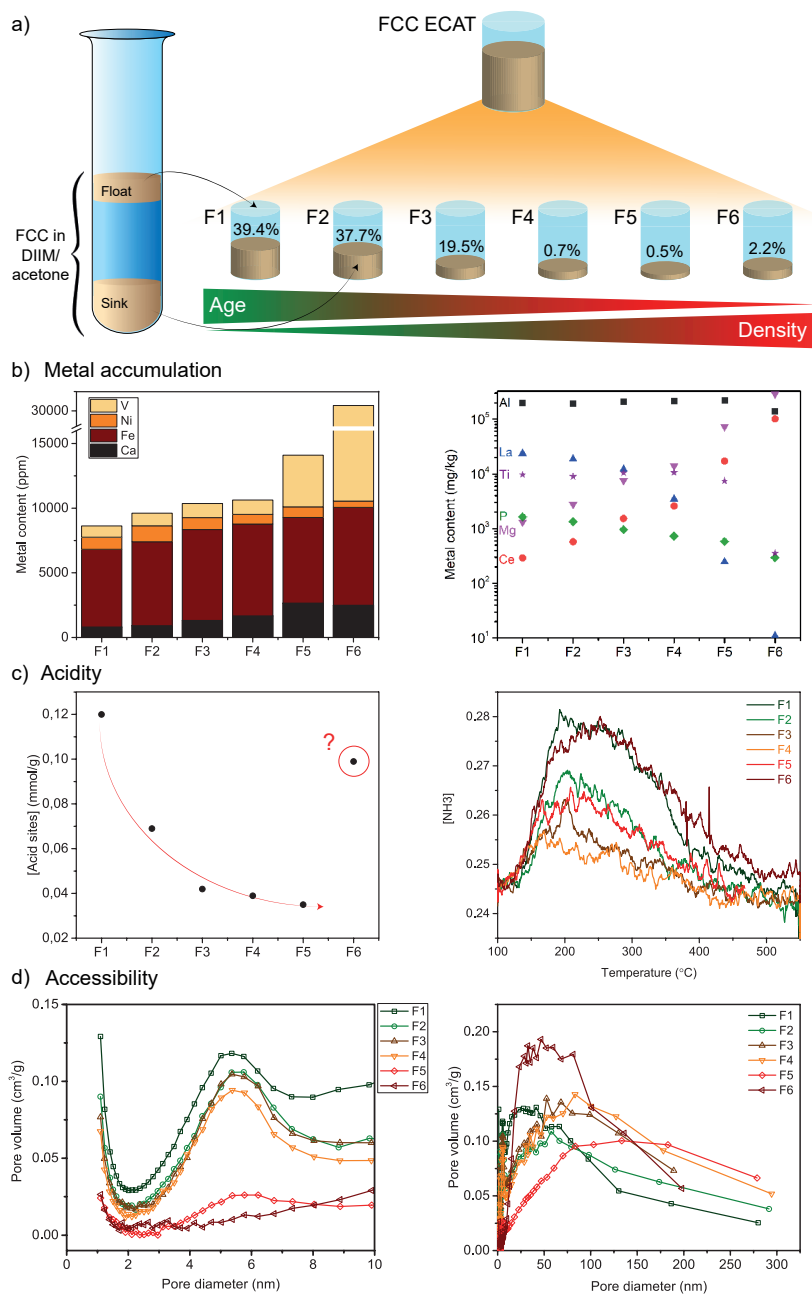 a)
FCC ECAT
Float
FCC in
DIIM/
acetone
Sink
F1
F2
F3
F4
F5
F6
39.4%
37.7%
19.5%
0.7%
0.5%
2.2%
Age
Density
b) Metal accumulation
V
Ni
Fe
Ca
Metal content (ppm)
30000
15000
10000
5000
0
F1 F2 F3 F4 F5 F6
Metal content (mg/kg)
10^5
10^4
10^3
10^2
10^1
Al
La
Ti
P
Mg
Ce
F1 F2 F3 F4 F5 F6
c) Acidity
[Acid sites] (mmol/g)
0,12
0,10
0,08
0,06
0,04
0,02
?
F1 F2 F3 F4 F5 F6
[NH3]
0.28
0.27
0.26
0.25
0.24
F1
F2
F3
F4
F5
F6
100 200 300 400 500
Temperature (°C)
d) Accessibility
Pore volume (cm³/g)
0.15
0.10
0.05
0.00
F1
F2
F3
F4
F5
F6
0 2 4 6 8 10
Pore diameter (nm)
Pore volume (cm³/g)
0.20
0.15
0.10
0.05
0.00
F1
F2
F3
F4
F5
F6
0 50 100 150 200 250 300
Pore diameter (nm)